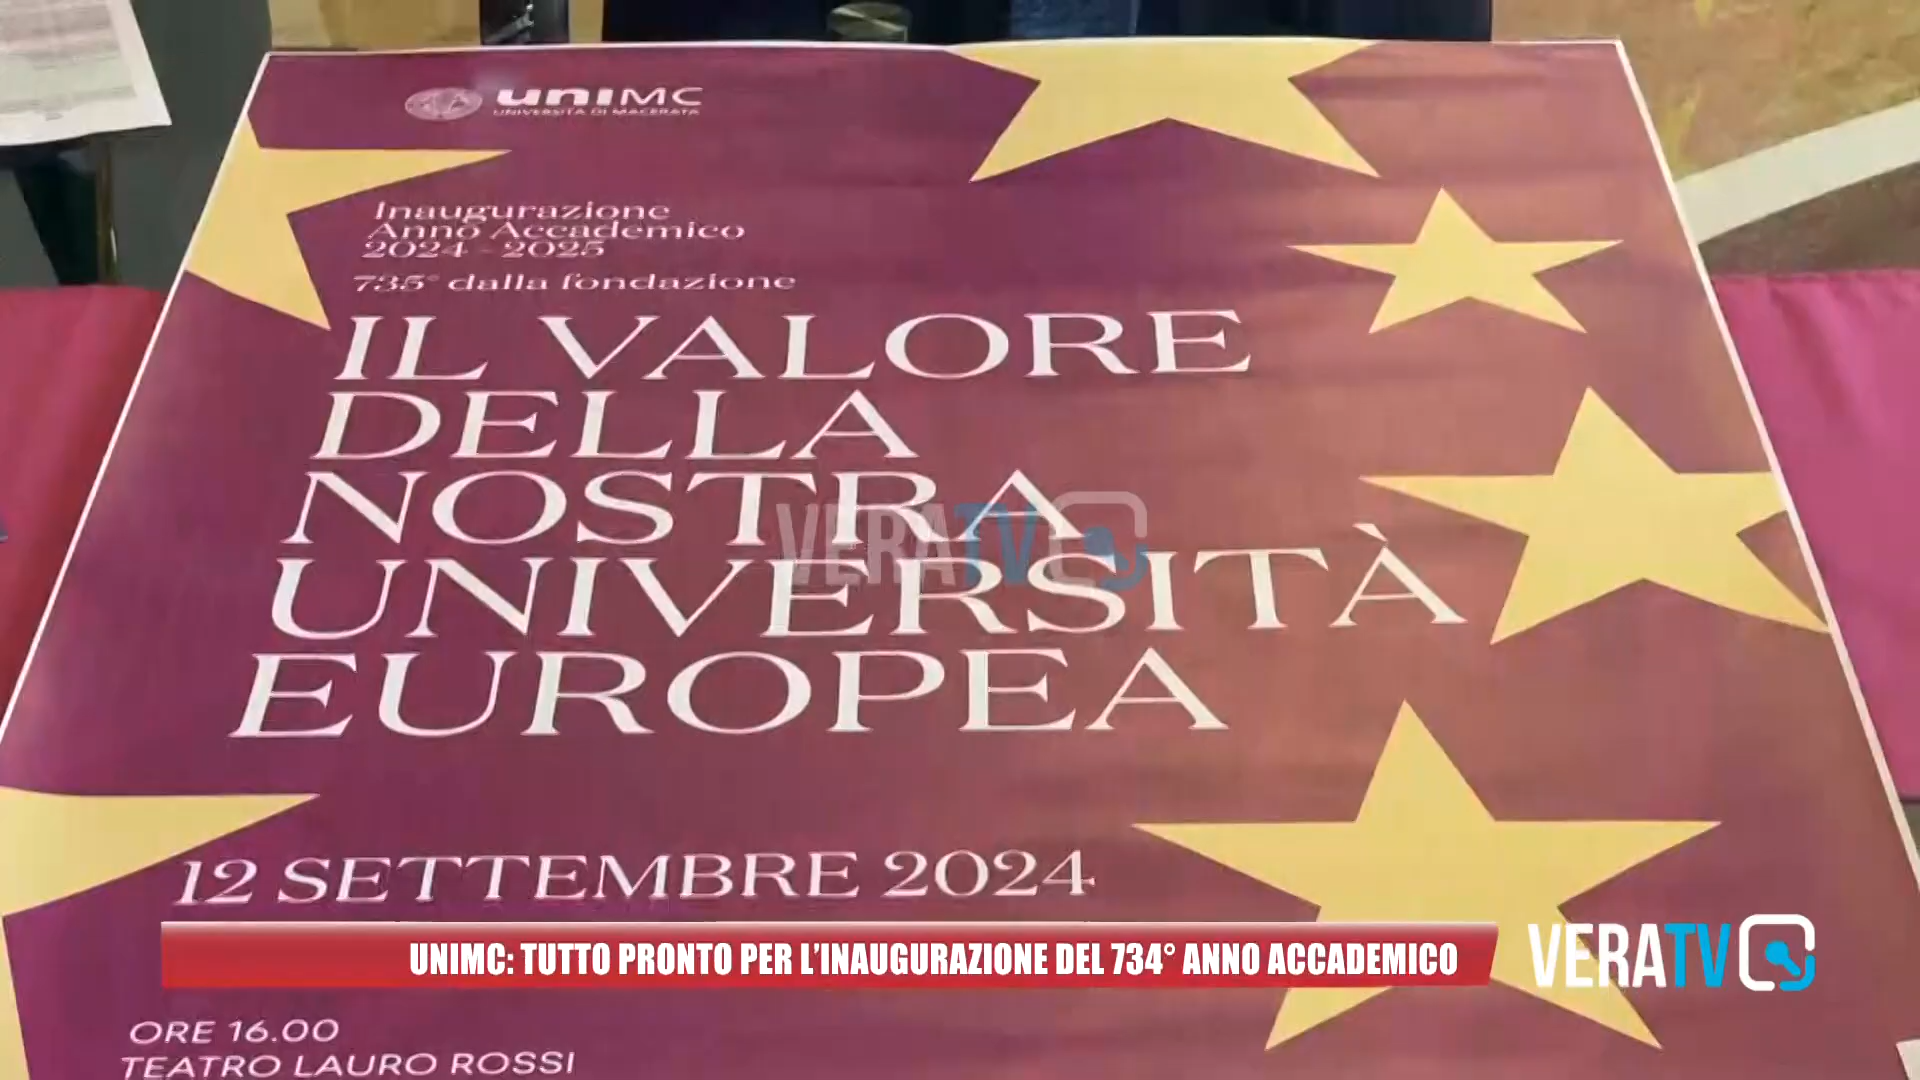 uniMC
UNIVERSITÀ DI MACERATA
Inaugurazione
Anno Accademico
2024 - 2025
735° dalla fondazione
IL VALORE
DELLA
NOSTRA
UNIVERSITÀ
EUROPEA
VERATV
12 SETTEMBRE 2024
UNIMC: TUTTO PRONTO PER L'INAUGURAZIONE DEL 734° ANNO ACCADEMICO
VERATV
ORE 16.00
TEATRO LAURO ROSSI